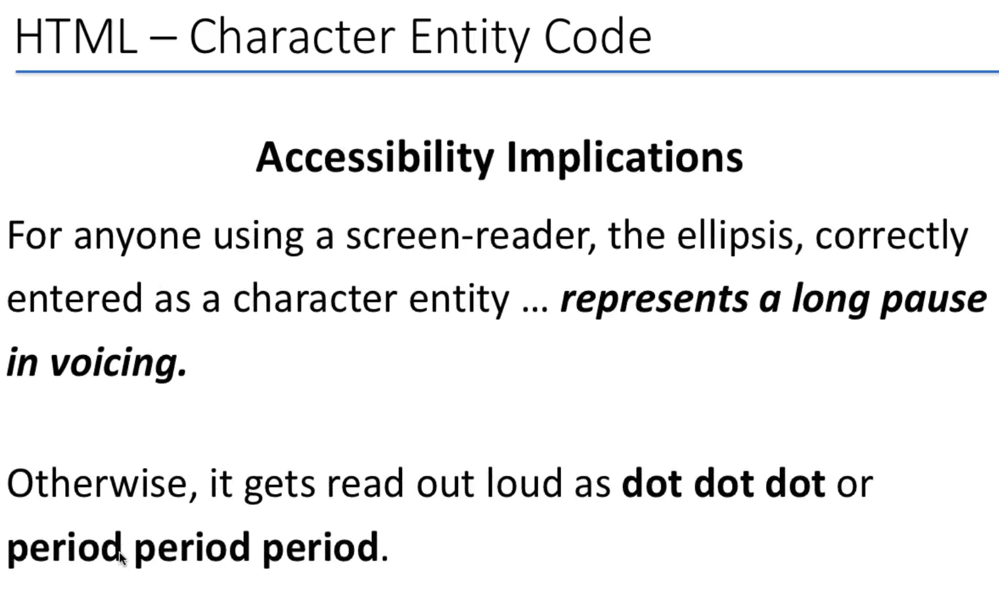 HTML – Character Entity Code
Accessibility Implications
For anyone using a screen-reader, the ellipsis, correctly
entered as a character entity … represents a long pause
in voicing.
Otherwise, it gets read out loud as dot dot dot or
period period period.